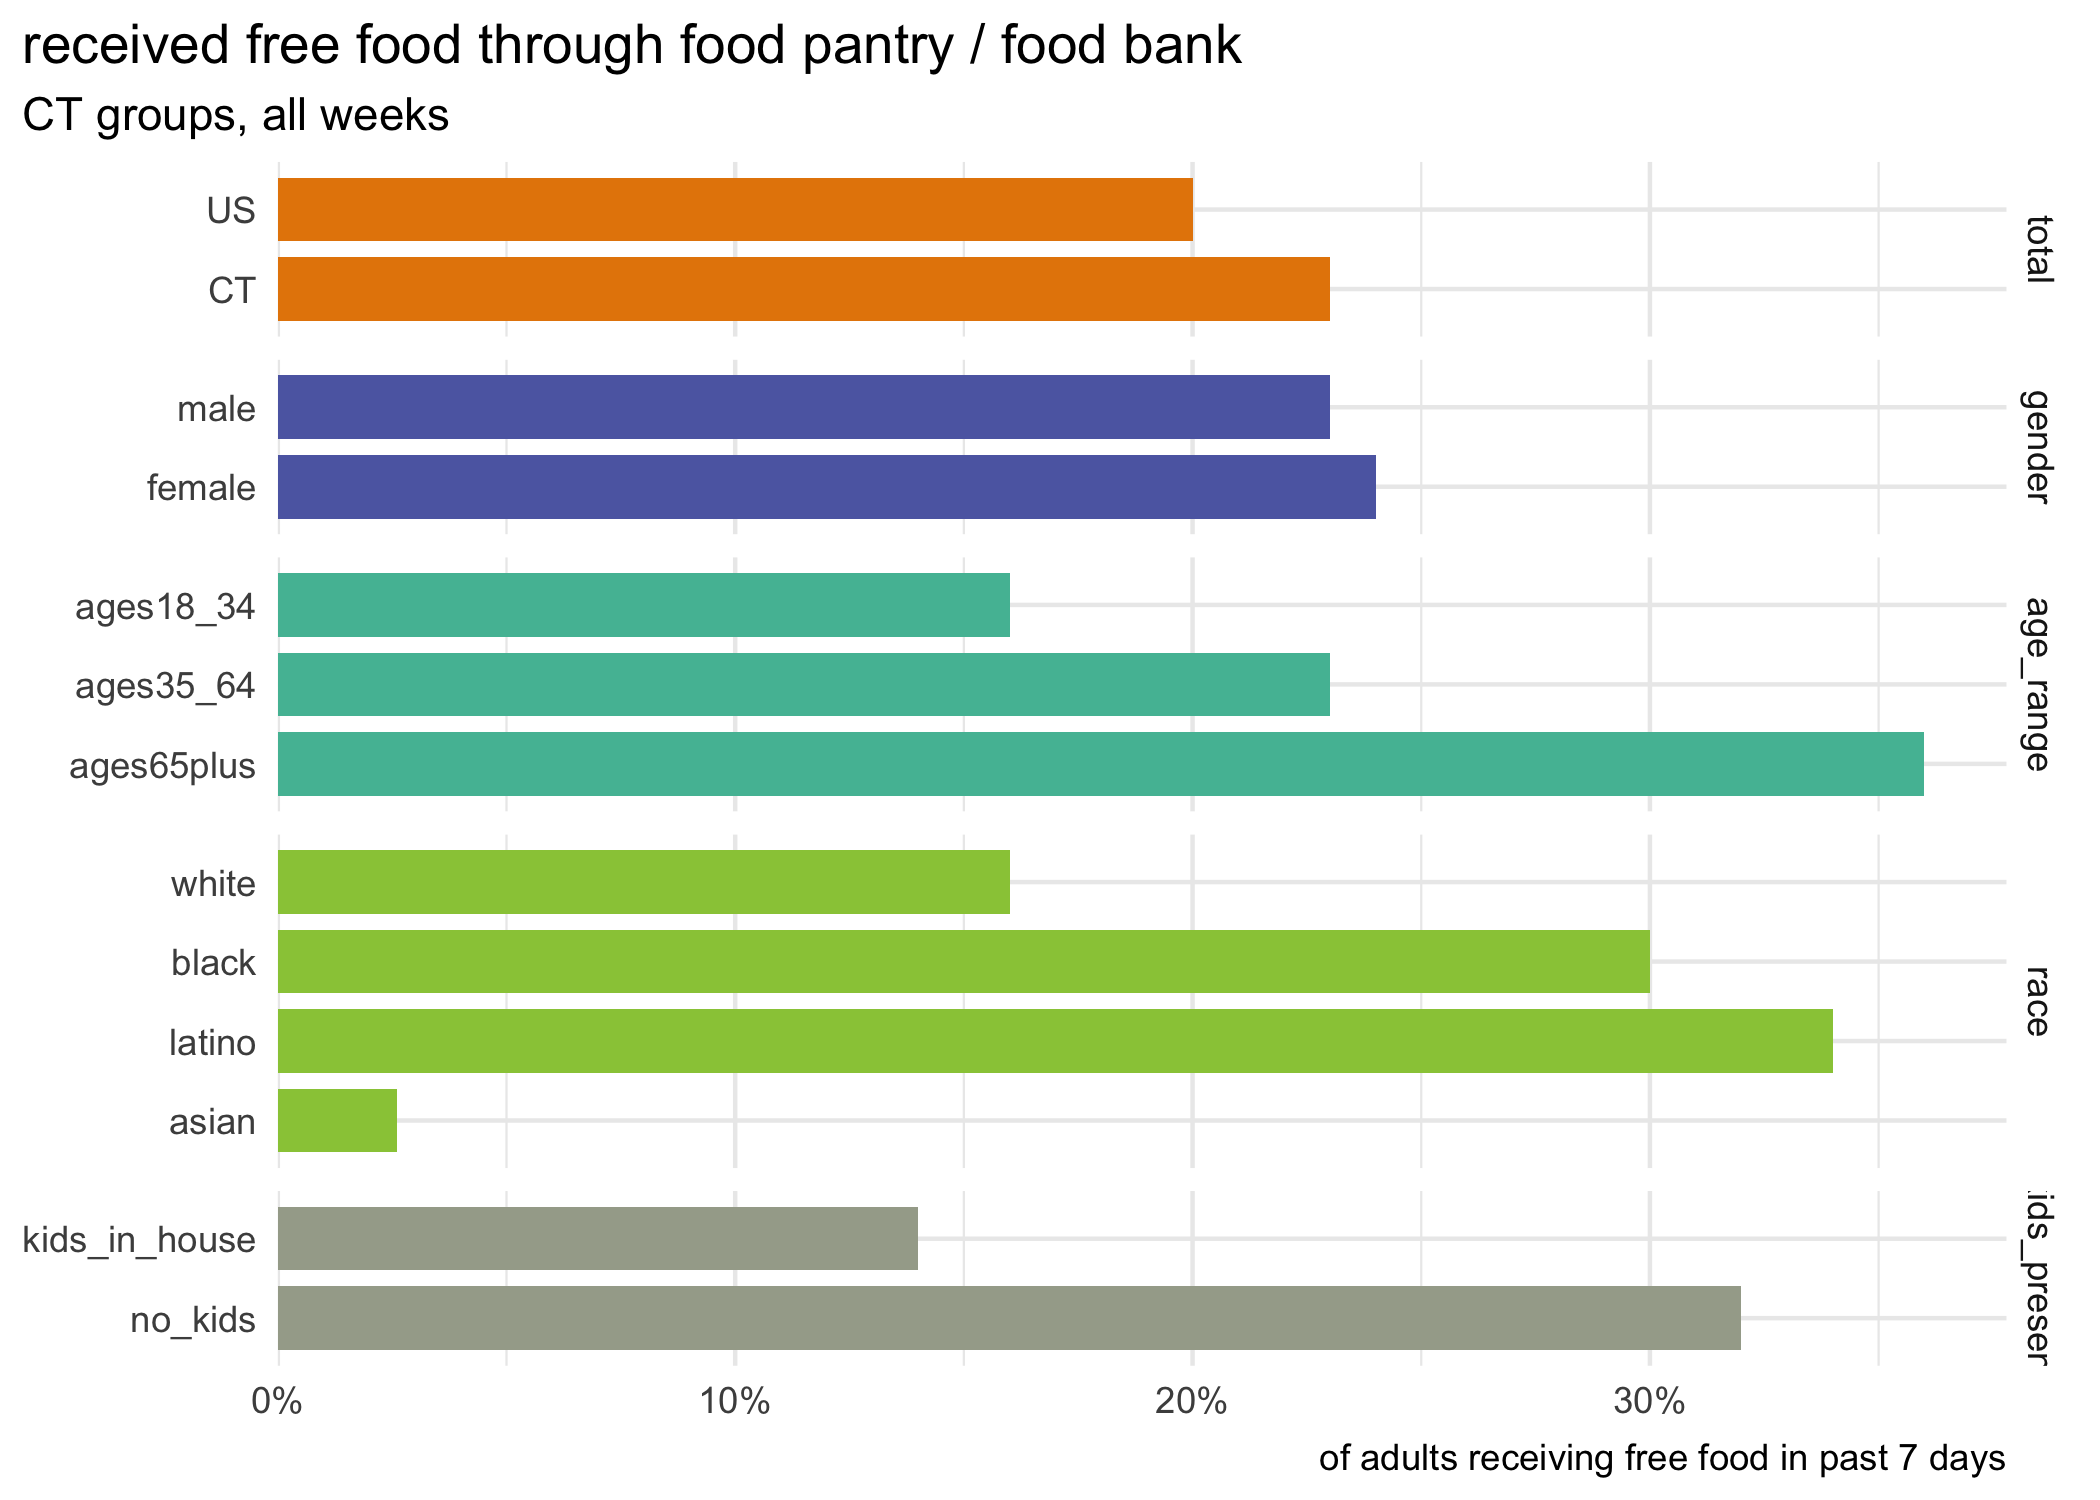 received free food through food pantry / food bank
CT groups, all weeks
US
CT
total
male
female
gender
ages18_34
ages35_64
ages65plus
age_range
white
black
latino
asian
race
kids_in_house
no_kids
ids_preser
0%
10%
20%
30%
of adults receiving free food in past 7 days